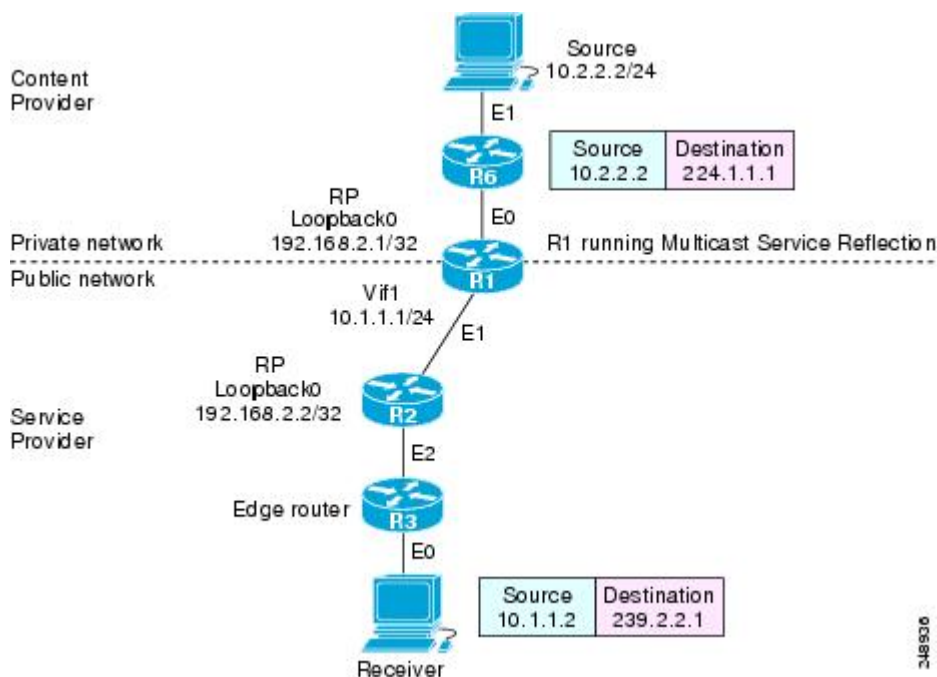 Source
10.2.2.2/24
Content
Provider
E1
R6
Source Destination
10.2.2.2 224.1.1.1
RP
Loopback0
192.168.2.1/32
E0
Private network
R1 running Multicast Service Reflection
Public network
R1
Vif1
10.1.1.1/24
E1
RP
Loopback0
192.168.2.2/32
R2
Service
Provider
E2
Edge router
R3
E0
Source Destination
10.1.1.2 239.2.2.1
Receiver
248936